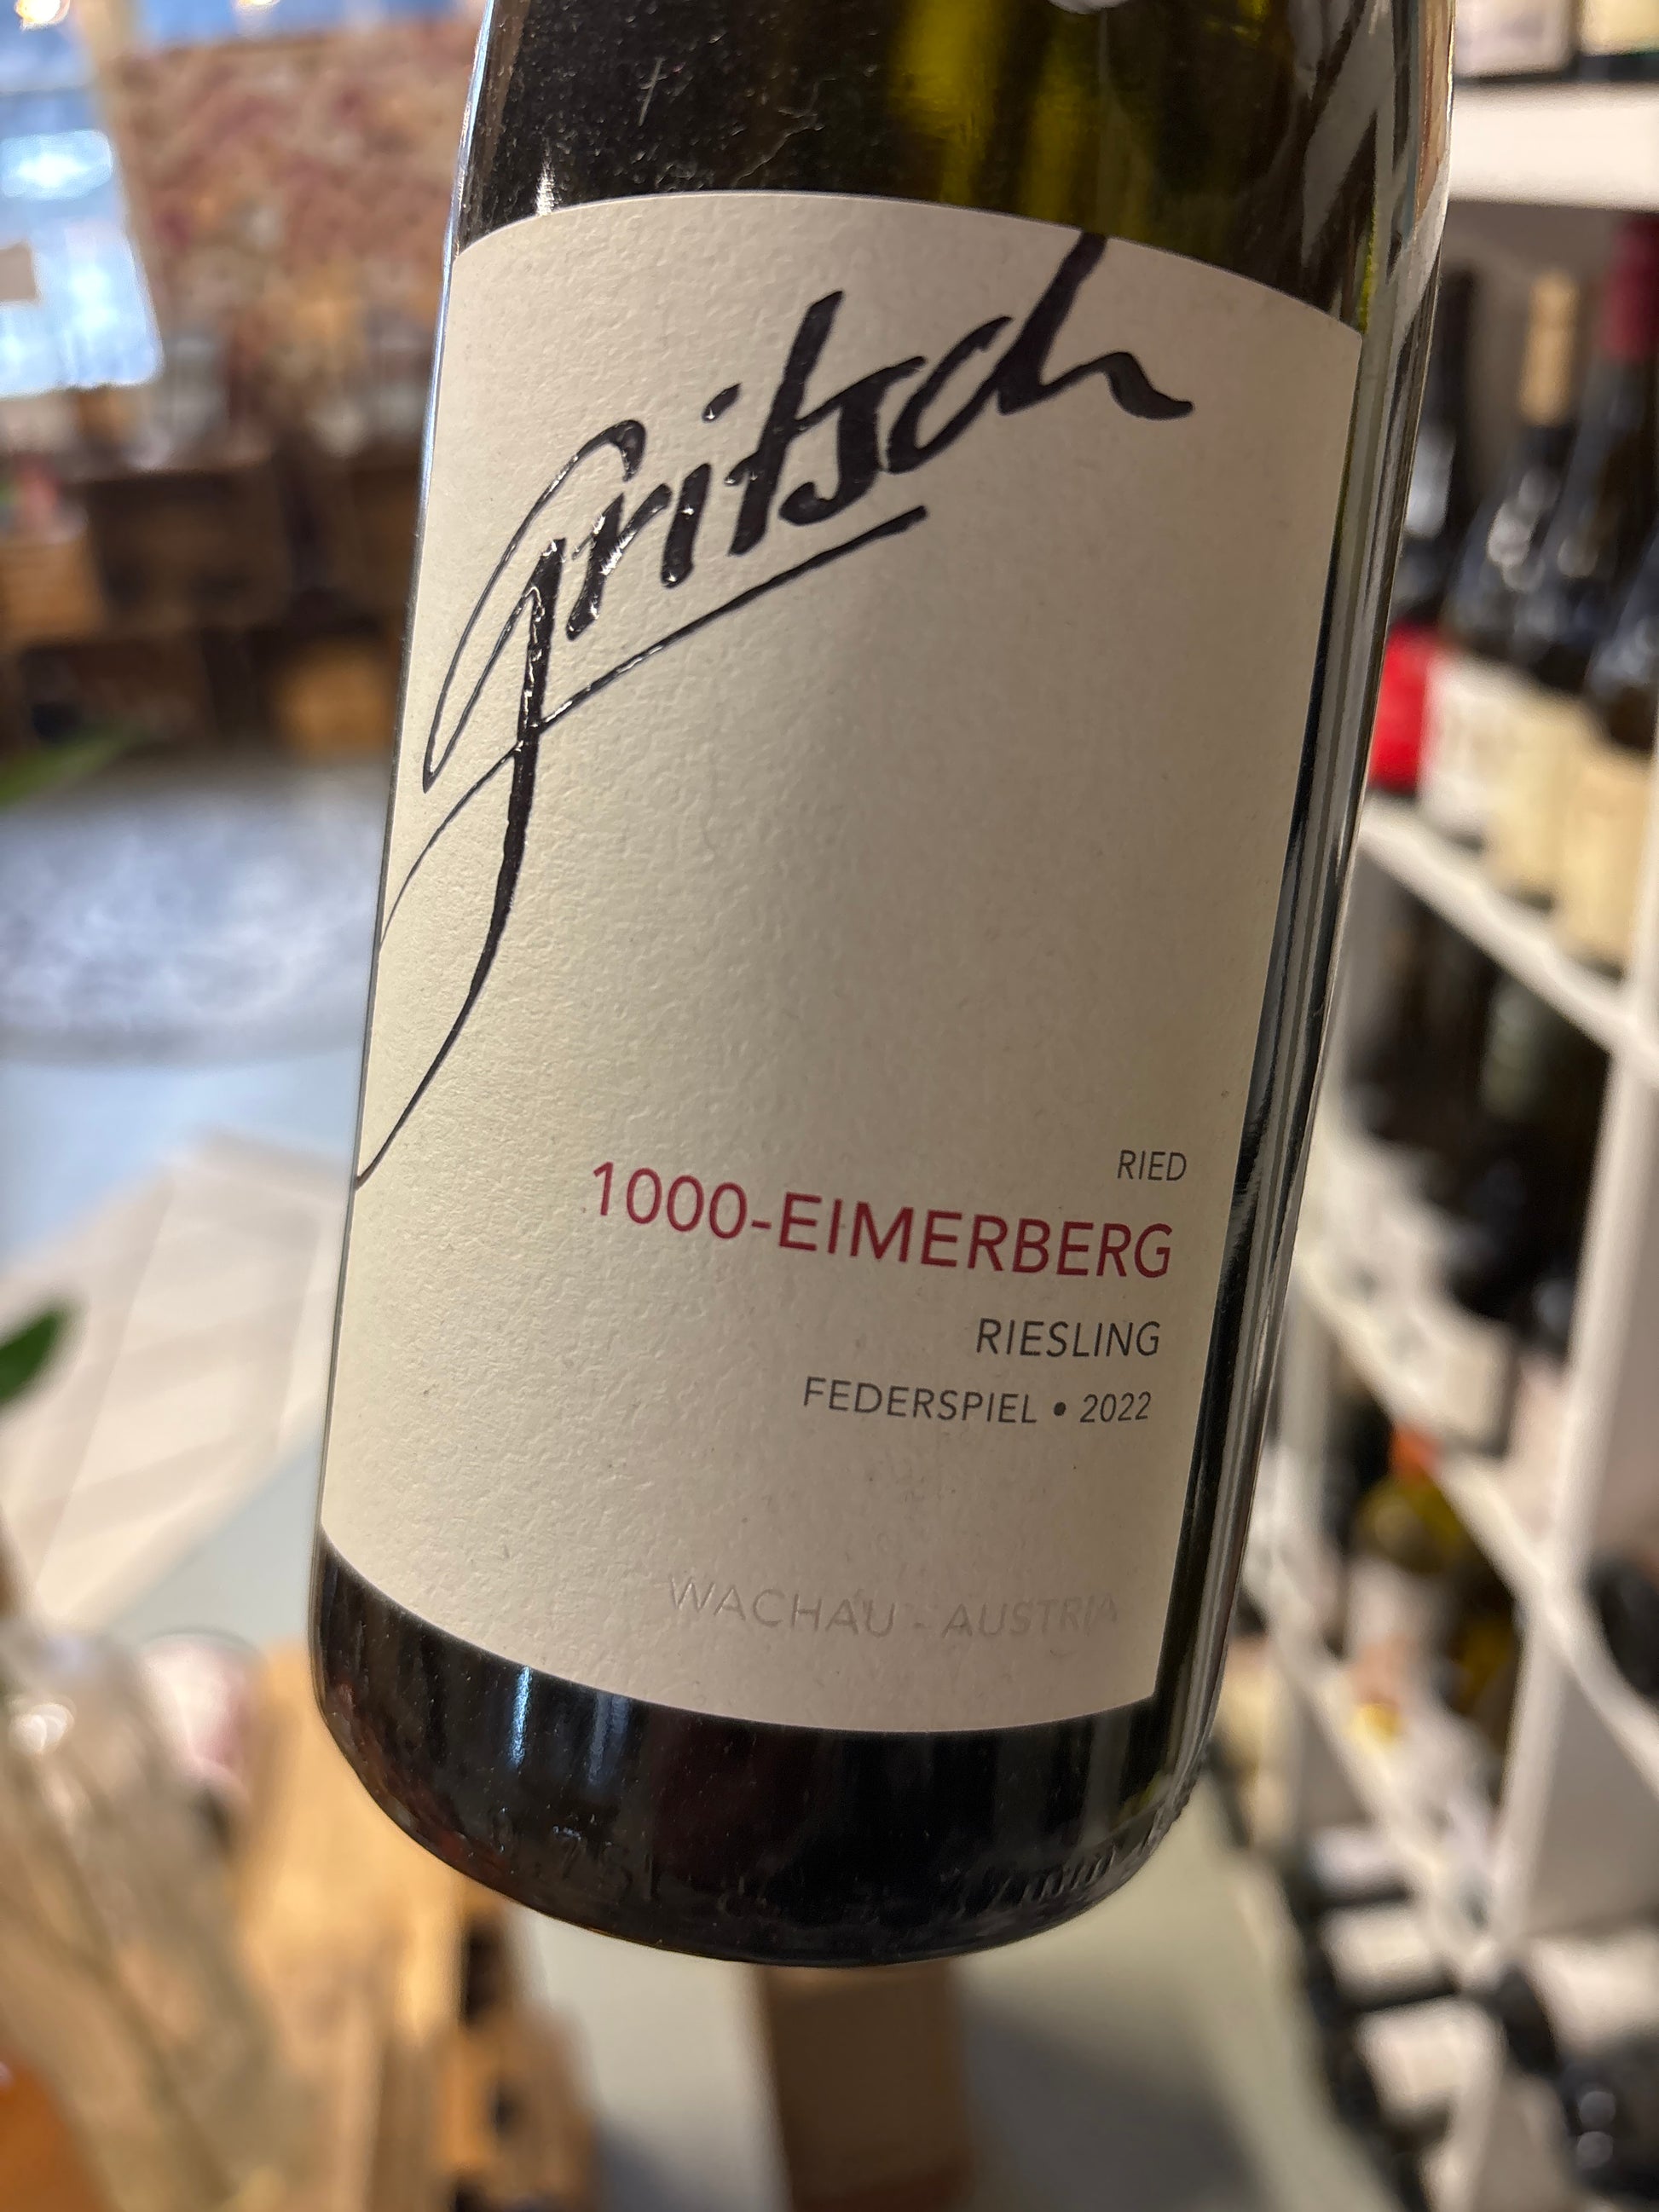 Gritsch
RIED
1000-EIMERBERG
RIESLING
FEDERSPIEL • 2022
WACHAU - AUSTRIA